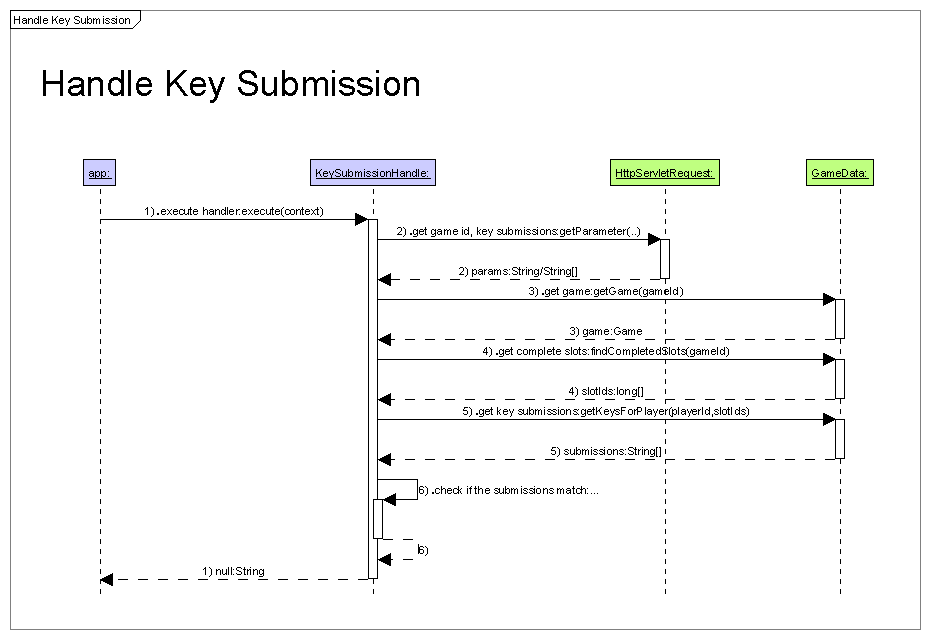 Handle Key Submission
Handle Key Submission
app:
KeySubmissionHandle:
HttpServletRequest:
GameData:
1) .execute handler:execute(context)
2) .get game id, key submissions:getParameter(..)
2) params:String/String[]
3) .get game:getGame(gameId)
3) game:Game
4) .get complete slots:findCompletedSlots(gameId)
4) slotIds:long[]
5) .get key submissions:getKeysForPlayer(playerId,slotIds)
5) submissions:String[]
6) .check if the submissions match:...
6)
1) null:String